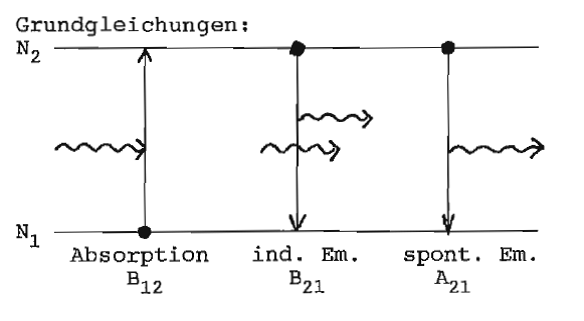 Grundgleichungen:
N2
N1
Absorption ind. Em. spont. Em.
B12 B21 A21